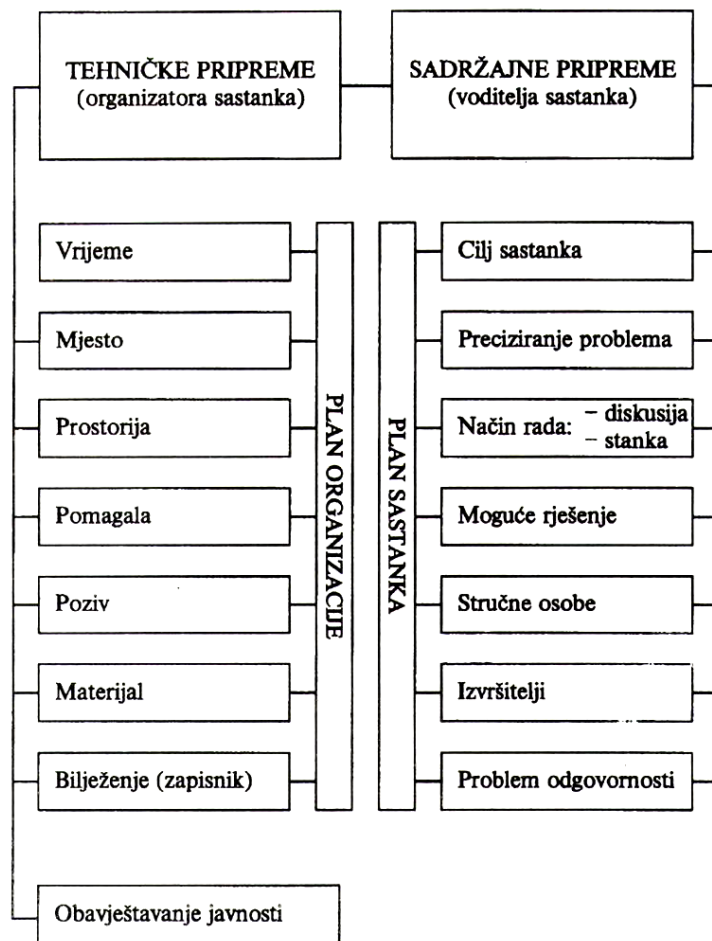 TEHNIČKE PRIPREME
(organizatora sastanka)
SADRŽAJNE PRIPREME
(voditelja sastanka)
Vrijeme
Mjesto
Prostorija
Pomagala
Poziv
Materijal
Bilježenje (zapisnik)
Obavještavanje javnosti
PLAN ORGANIZACIJE
PLAN SASTANKA
Cilj sastanka
Preciziranje problema
Način rada: – diskusija
– stanka
Moguće rješenje
Stručne osobe
Izvršitelji
Problem odgovornosti